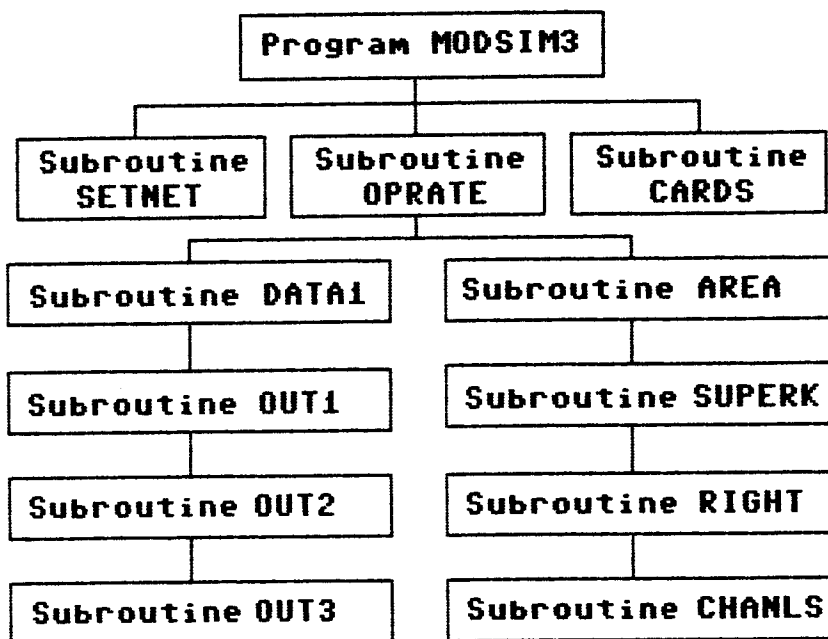 Program MODSIM3
Subroutine
SETNET
Subroutine
OPRATE
Subroutine
CARDS
Subroutine DATA1
Subroutine AREA
Subroutine OUT1
Subroutine SUPERK
Subroutine OUT2
Subroutine RIGHT
Subroutine OUT3
Subroutine CHANLS